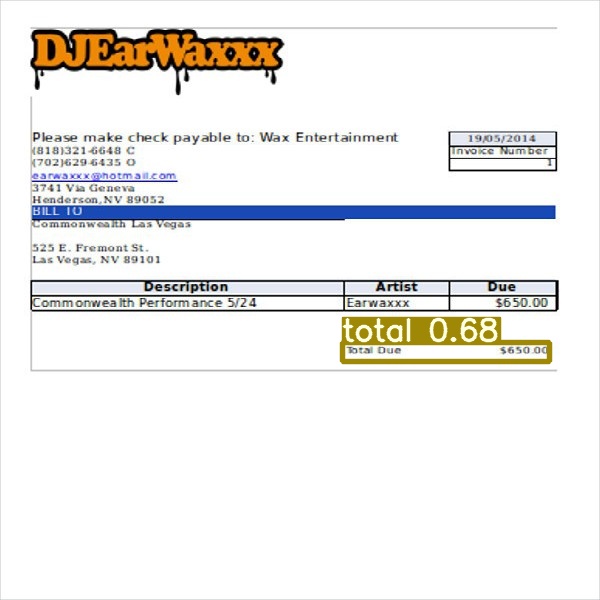 DJEarWaxxx
Please make check payable to: Wax Entertainment
19/05/2014
(818)321-6648 C
Invoice Number
(702)629-6435 O
1
earwaxxx@hotmail.com
3741 Via Geneva
Henderson,NV 89052
BILL TO
Commonwealth Las Vegas
525 E. Fremont St.
Las Vegas, NV 89101
Description Artist Due
Commonwealth Performance 5/24 Earwaxxx $650.00
total 0.68
Total Due $650.00